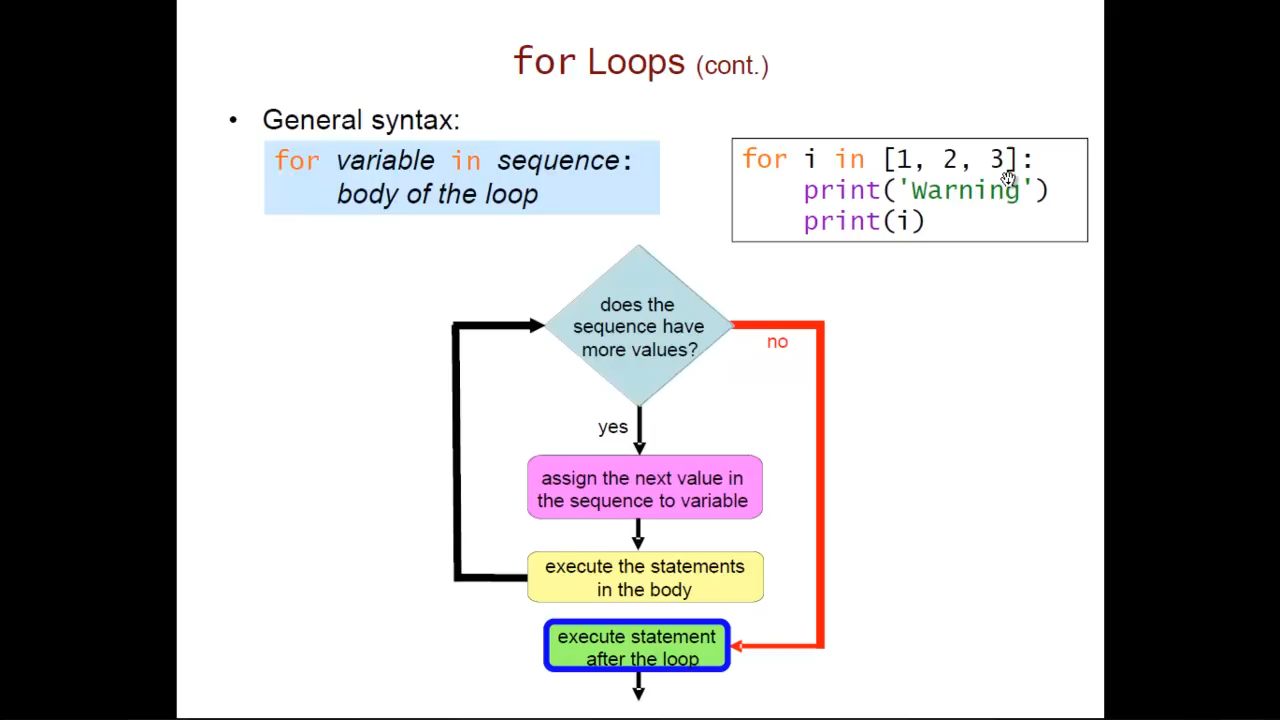 for Loops (cont.)
• General syntax:
for variable in sequence:
body of the loop
for i in [1, 2, 3]:
print('Warning')
print(i)
does the
sequence have
more values?
no
yes
assign the next value in
the sequence to variable
execute the statements
in the body
execute statement
after the loop